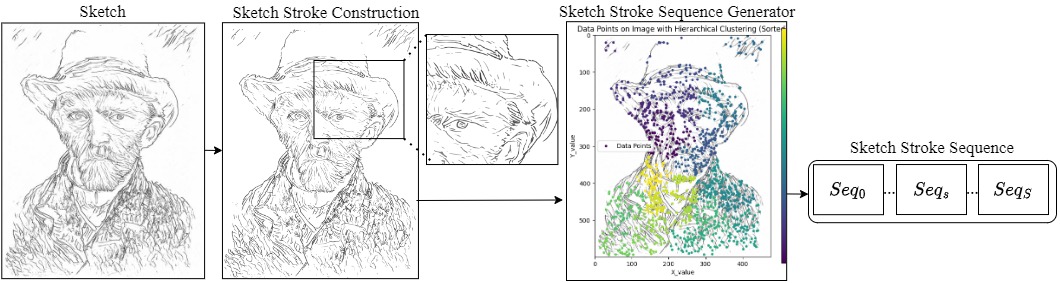 Sketch
Sketch Stroke Construction
Sketch Stroke Sequence Generator
Data Points on Image with Hierarchical Clustering (Sorte
0
100
200
300
400
500
Y_value
Data Points
0 100 200 300 400
X_value
Sketch Stroke Sequence
Seq0 ... Seqs ... SeqS